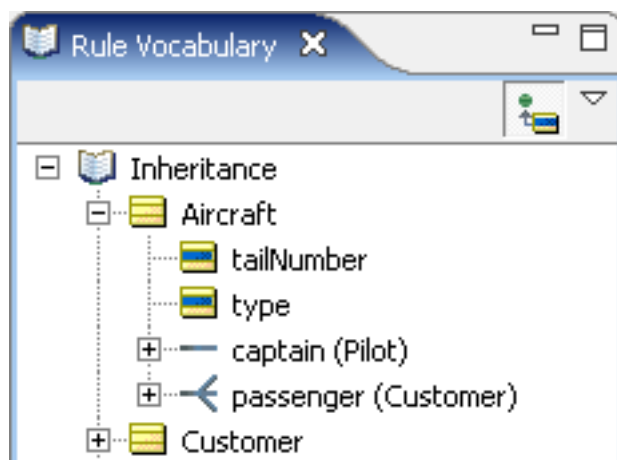 Rule Vocabulary
Inheritance
Aircraft
tailNumber
type
captain (Pilot)
passenger (Customer)
Customer